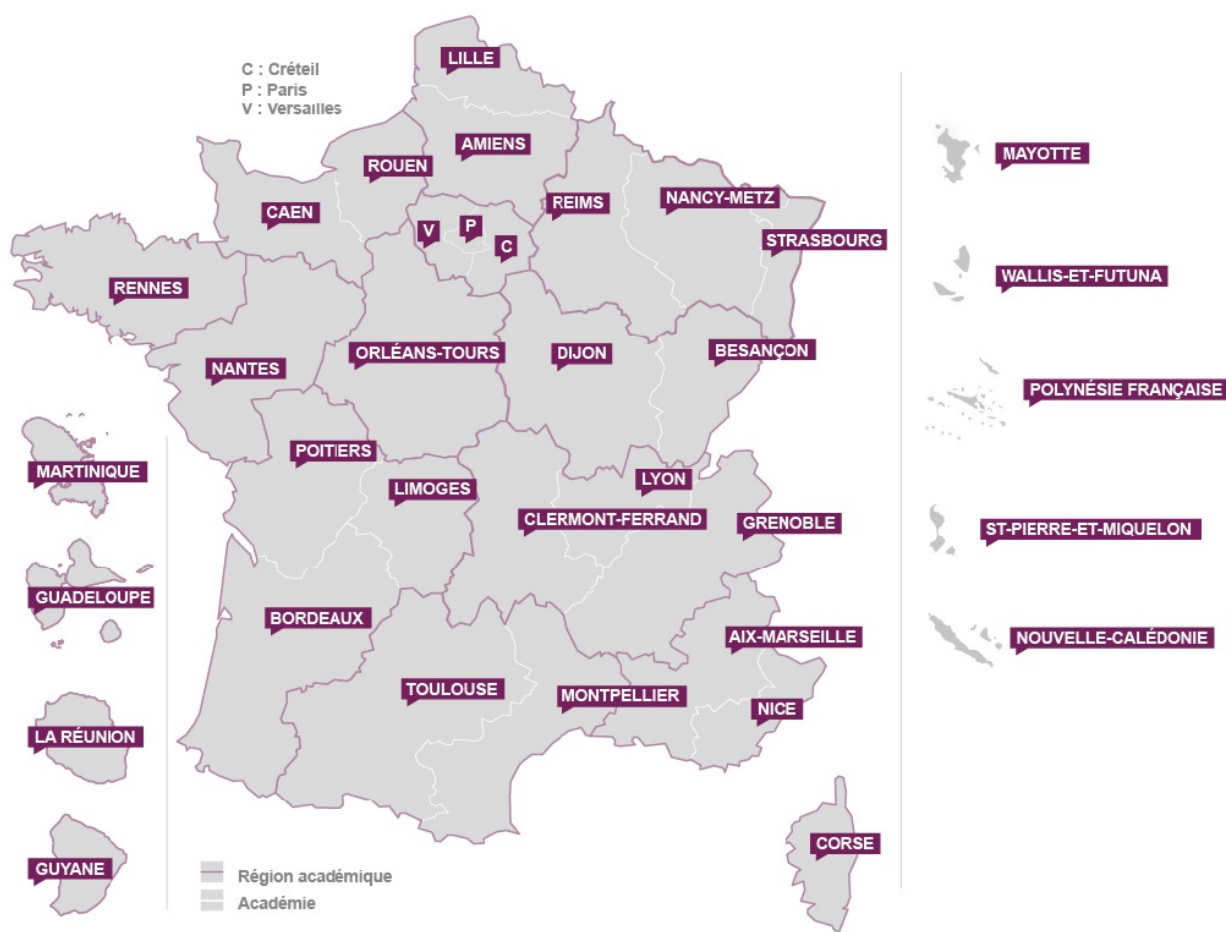 LILLE
C : Créteil
P : Paris
V : Versailles
AMIENS
ROUEN
MAYOTTE
REIMS
NANCY-METZ
CAEN
V
P
C
STRASBOURG
WALLIS-ET-FUTUNA
RENNES
ORLÉANS-TOURS
DIJON
BESANÇON
NANTES
POLYNÉSIE FRANÇAISE
POITIERS
MARTINIQUE
LIMOGES
LYON
CLERMONT-FERRAND
GRENOBLE
ST-PIERRE-ET-MIQUELON
GUADELOUPE
BORDEAUX
AIX-MARSEILLE
NOUVELLE-CALÉDONIE
TOULOUSE
MONTPELLIER
NICE
LA RÉUNION
CORSE
GUYANE
Région académique
Académie